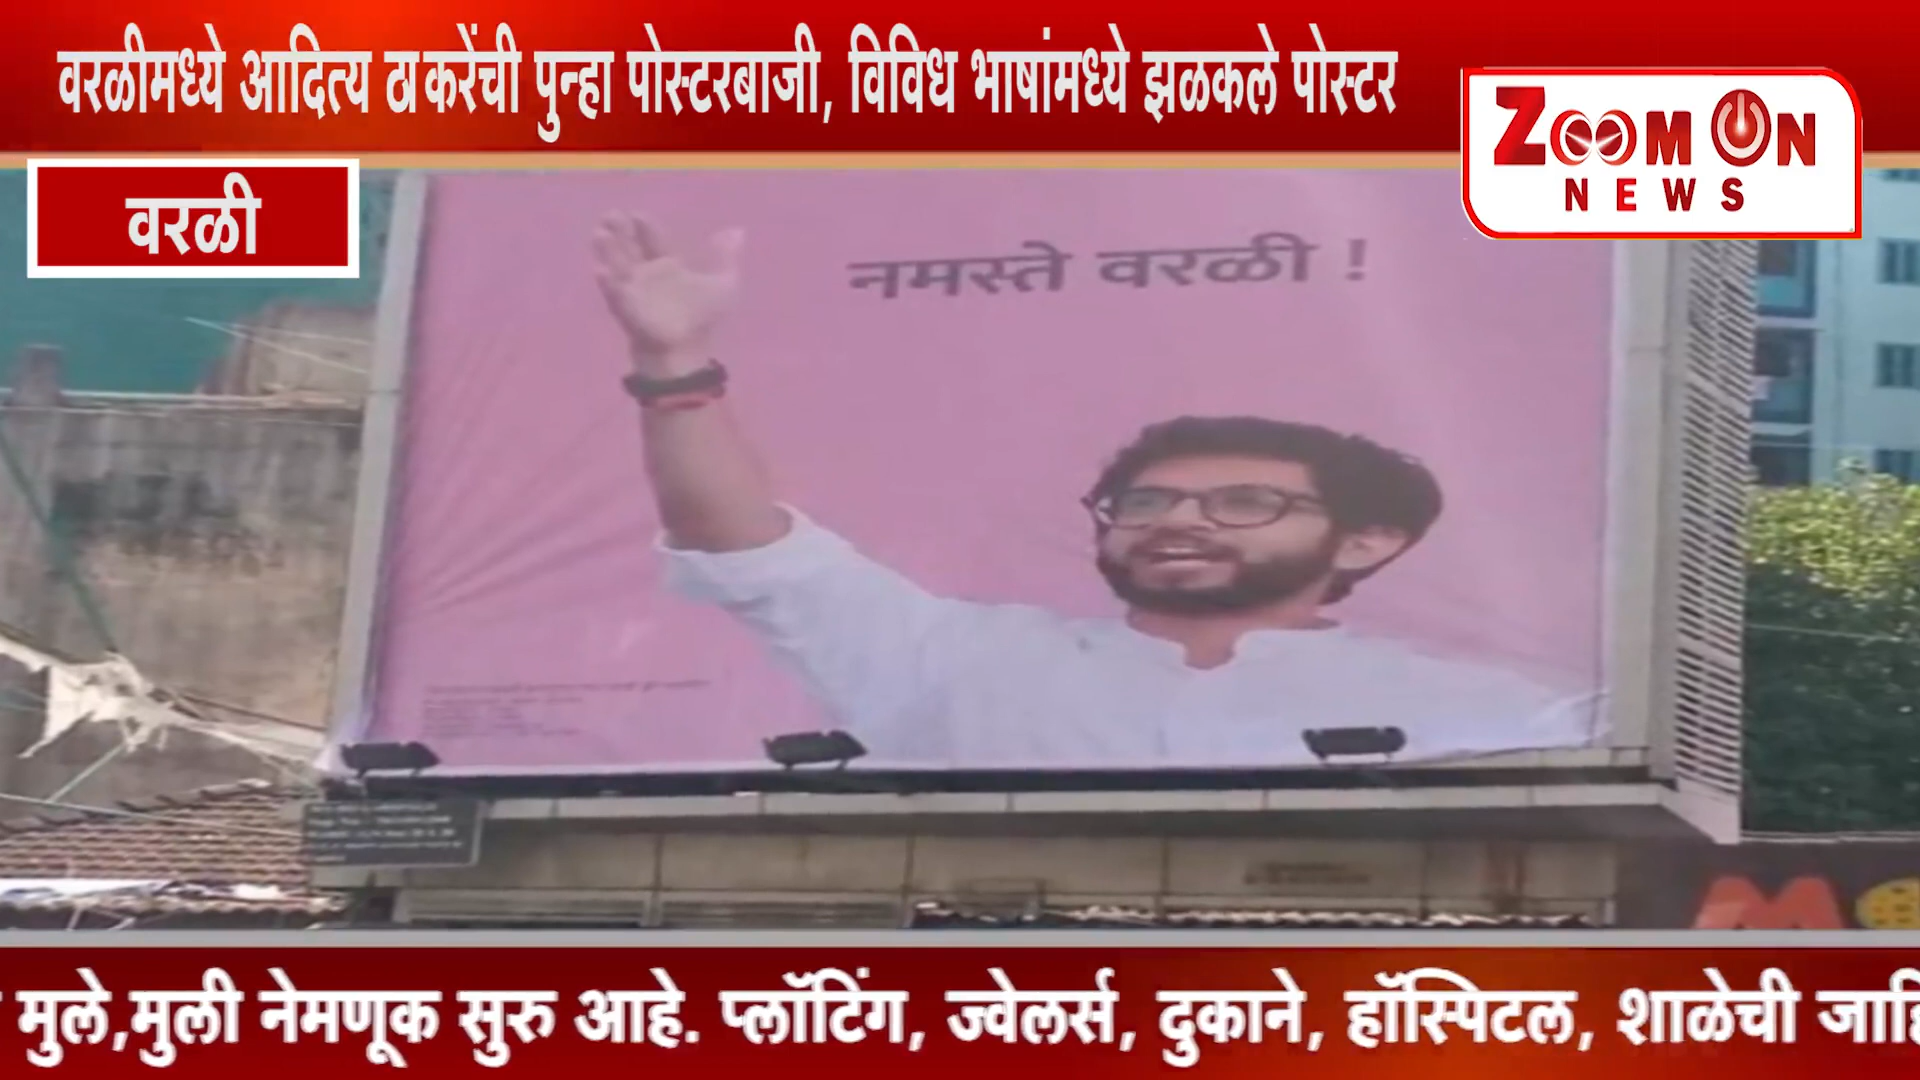 वरळीमध्ये आदित्य ठाकरेंची पुन्हा पोस्टरबाजी, विविध भाषांमध्ये झळकले पोस्टर
ZOOM ON
NEWS
वरळी
नमस्ते वरळी !
मुले,मुली नेमणूक सुरु आहे. प्लॉटिंग, ज्वेलर्स, दुकाने, हॉस्पिटल, शाळेची